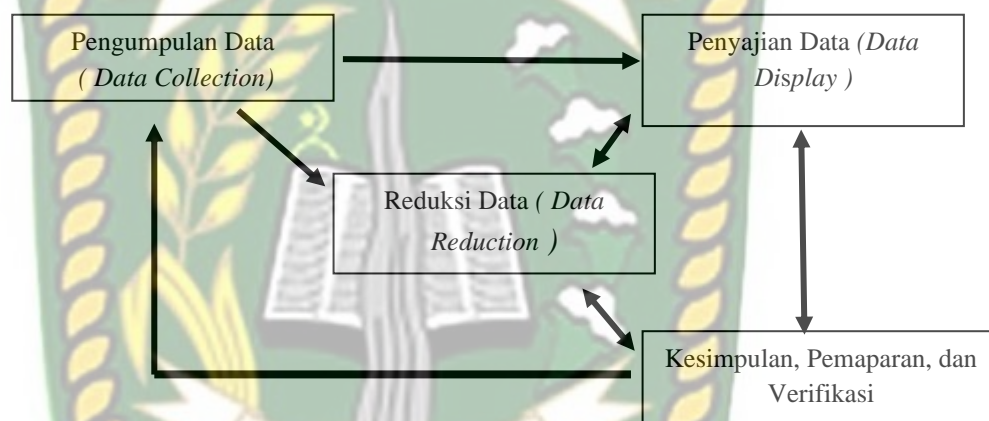 Pengumpulan Data
( Data Collection)
Penyajian Data (Data
Display )
Reduksi Data ( Data
Reduction )
Kesimpulan, Pemaparan, dan
Verifikasi